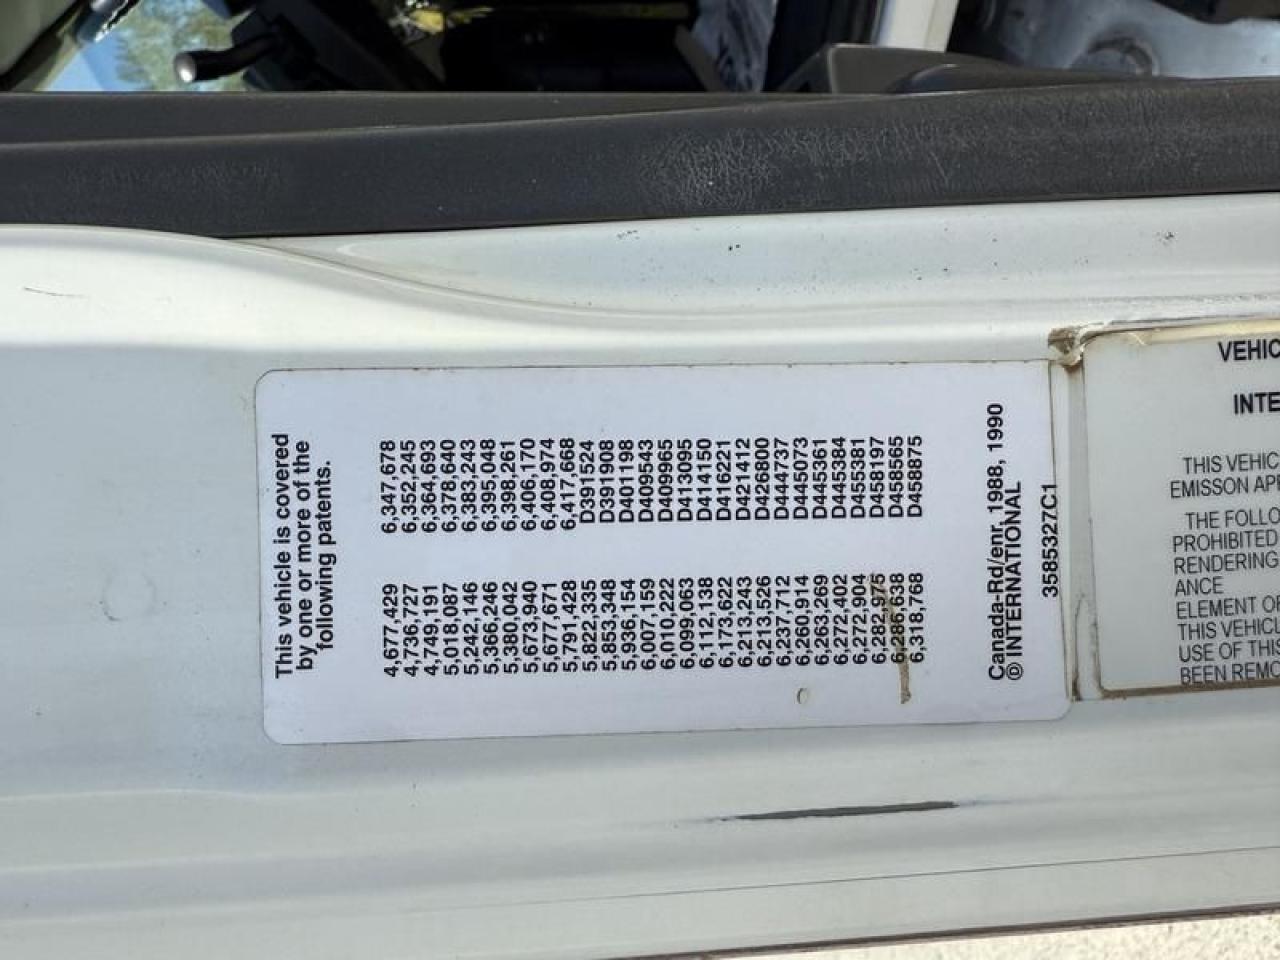 This vehicle is covered
by one or more of the
following patents.
4,677,429 6,347,678
4,736,727 6,352,245
4,749,191 6,364,693
5,018,087 6,378,640
5,242,146 6,383,243
5,366,246 6,395,048
5,380,042 6,398,261
5,673,940 6,406,170
5,677,671 6,408,974
5,791,428 6,417,668
5,822,335 D391524
5,853,348 D391908
5,936,154 D401198
6,007,159 D409543
6,010,222 D409965
6,099,063 D413095
6,112,138 D414150
6,173,622 D416221
6,213,243 D421412
6,213,526 D426800
6,237,712 D444737
6,260,914 D445073
6,263,269 D445361
6,272,402 D445384
6,272,904 D455381
6,282,975 D458197
6,286,638 D458565
6,318,768 D458875
Canada-Rd/enr, 1988, 1990
© INTERNATIONAL
3585327C1
VEHIC
INTE
THIS VEHIC
EMISSON APP
THE FOLLO
PROHIBITED
RENDERING
ANCE
ELEMENT OF
THIS VEHICL
USE OF THIS
BEEN REMO